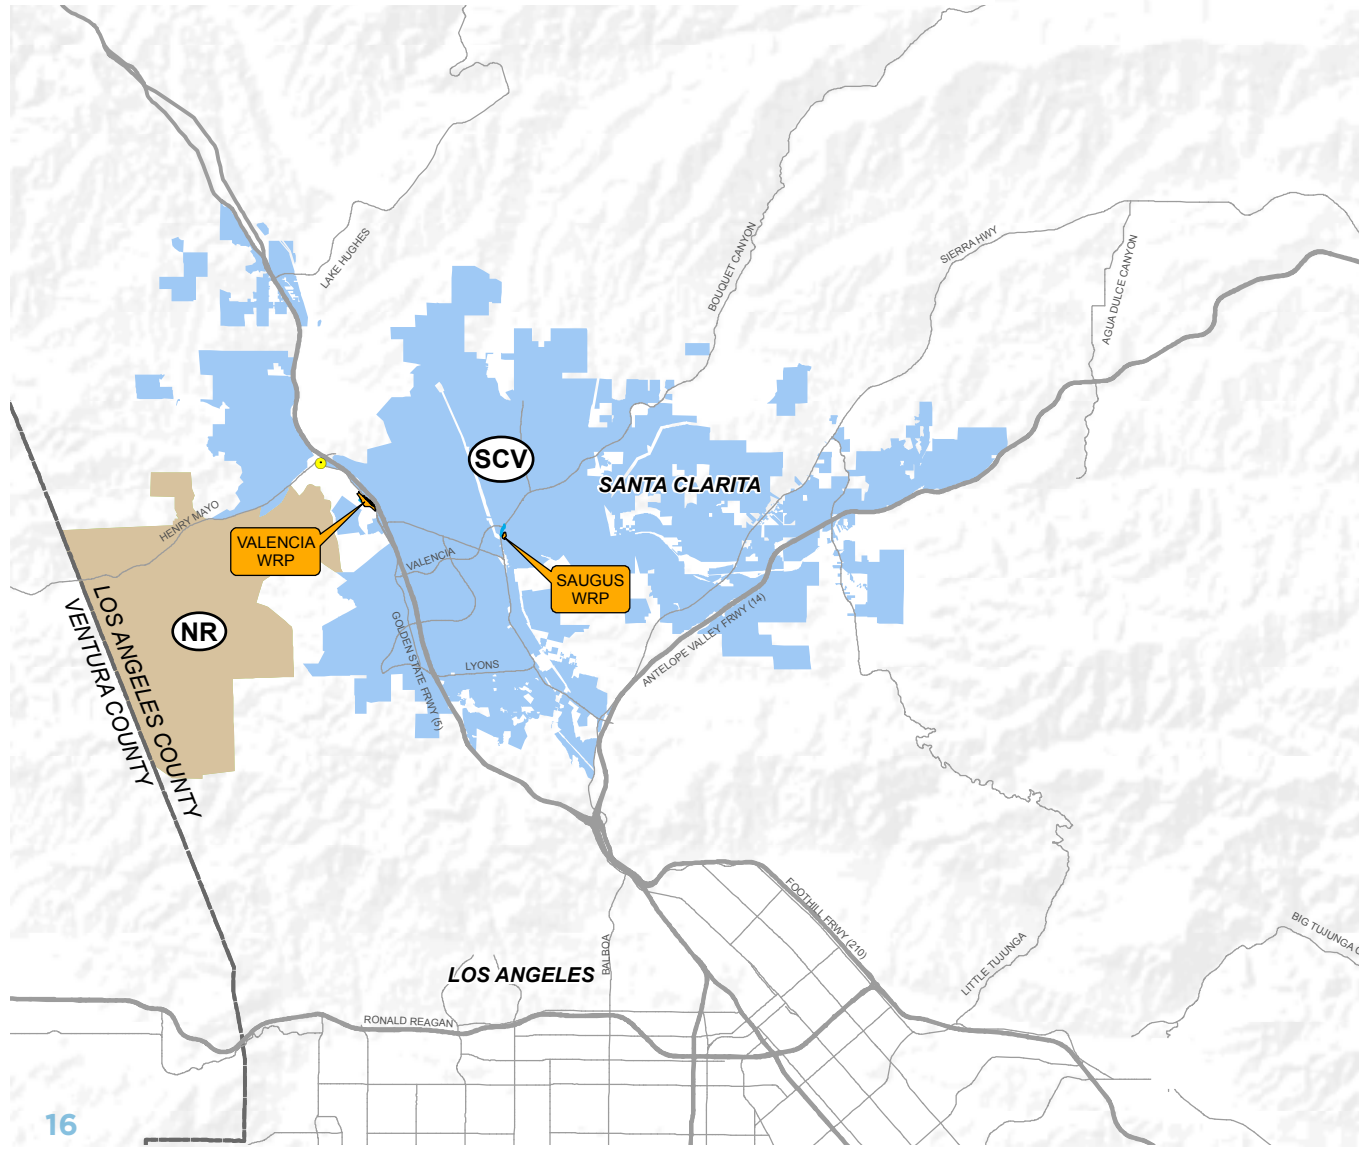 LAKE HUGHES
BOUQUET CANYON
SIERRA HWY
AGUA DULCE CANYON
SCV
SANTA CLARITA
HENRY MAYO
VALENCIA
WRP
VALENCIA
SAUGUS
WRP
NR
LOS ANGELES COUNTY
VENTURA COUNTY
GOLDEN STATE FRWY (5)
LYONS
ANTELOPE VALLEY FRWY (14)
FOOTHILL FRWY (210)
BIG TUJUNGA C
LITTLE TUJUNGA
BALBOA
LOS ANGELES
RONALD REAGAN
16